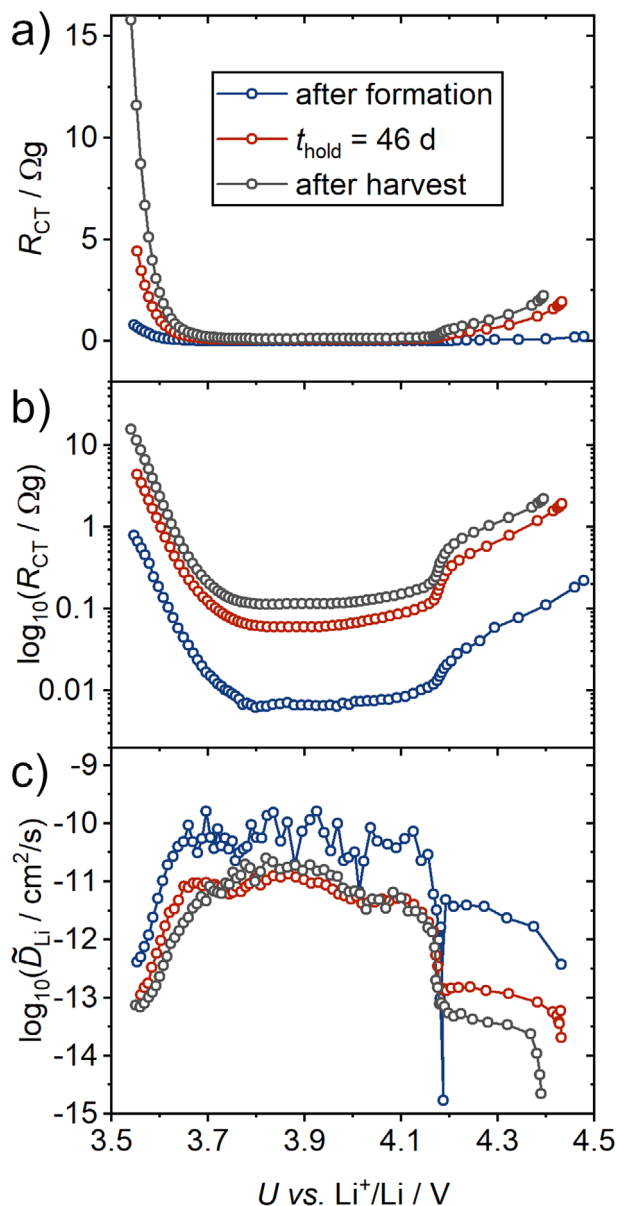 a)
15
10
5
0
R_CT / Ωg
after formation
t_hold = 46 d
after harvest
b)
10
1
0.1
0.01
log₁₀(R_CT / Ωg)
c)
-9
-10
-11
-12
-13
-14
-15
log₁₀(D̃_Li / cm²/s)
3.5 3.7 3.9 4.1 4.3 4.5
U vs. Li⁺/Li / V